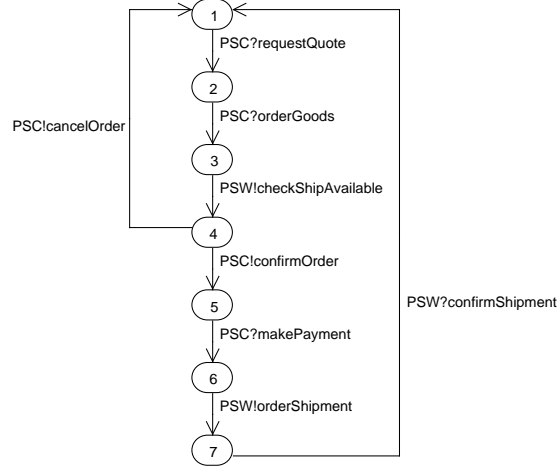 1
PSC?requestQuote
2
PSC?orderGoods
PSC!cancelOrder
3
PSW!checkShipAvailable
4
PSC!confirmOrder
5
PSW?confirmShipment
PSC?makePayment
6
PSW!orderShipment
7